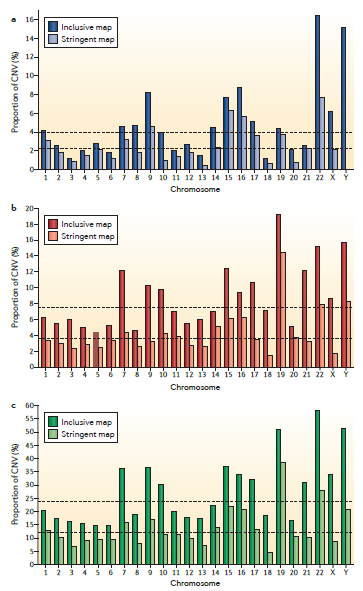 a
Inclusive map
Stringent map
Proportion of CNV (%)
16
14
12
10
8
6
4
2
0
1 2 3 4 5 6 7 8 9 10 11 12 13 14 15 16 17 18 19 20 21 22 X Y
Chromosome
b
Inclusive map
Stringent map
Proportion of CNV (%)
20
18
16
14
12
10
8
6
4
2
0
1 2 3 4 5 6 7 8 9 10 11 12 13 14 15 16 17 18 19 20 21 22 X Y
Chromosome
c
Inclusive map
Stringent map
Proportion of CNV (%)
60
55
50
45
40
35
30
25
20
15
10
5
0
1 2 3 4 5 6 7 8 9 10 11 12 13 14 15 16 17 18 19 20 21 22 X Y
Chromosome